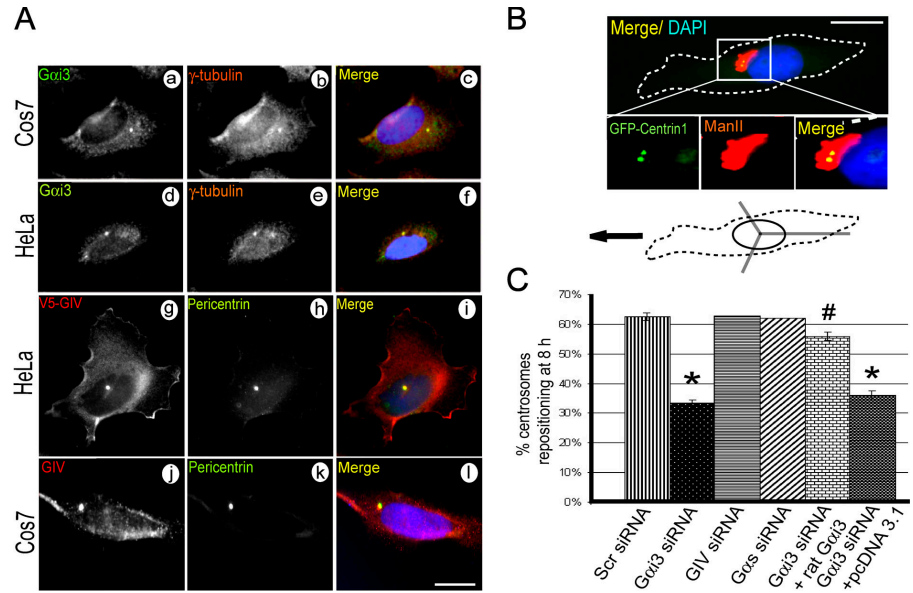 A
Cos7
Gαi3
a
γ-tubulin
b
Merge
c
HeLa
Gαi3
d
γ-tubulin
e
Merge
f
HeLa
V5-GIV
g
Pericentrin
h
Merge
i
Cos7
GIV
j
Pericentrin
k
Merge
l
B
Merge/ DAPI
GFP-Centrin1
ManII
Merge
C
% centrosomes
repositioning at 8 h
70%
60%
50%
40%
30%
20%
10%
0%
*
#
*
Scr siRNA
Gαi3 siRNA
GIV siRNA
Gαs siRNA
Gαi3 siRNA
+ rat Gαi3
Gαi3 siRNA
+pcDNA 3.1